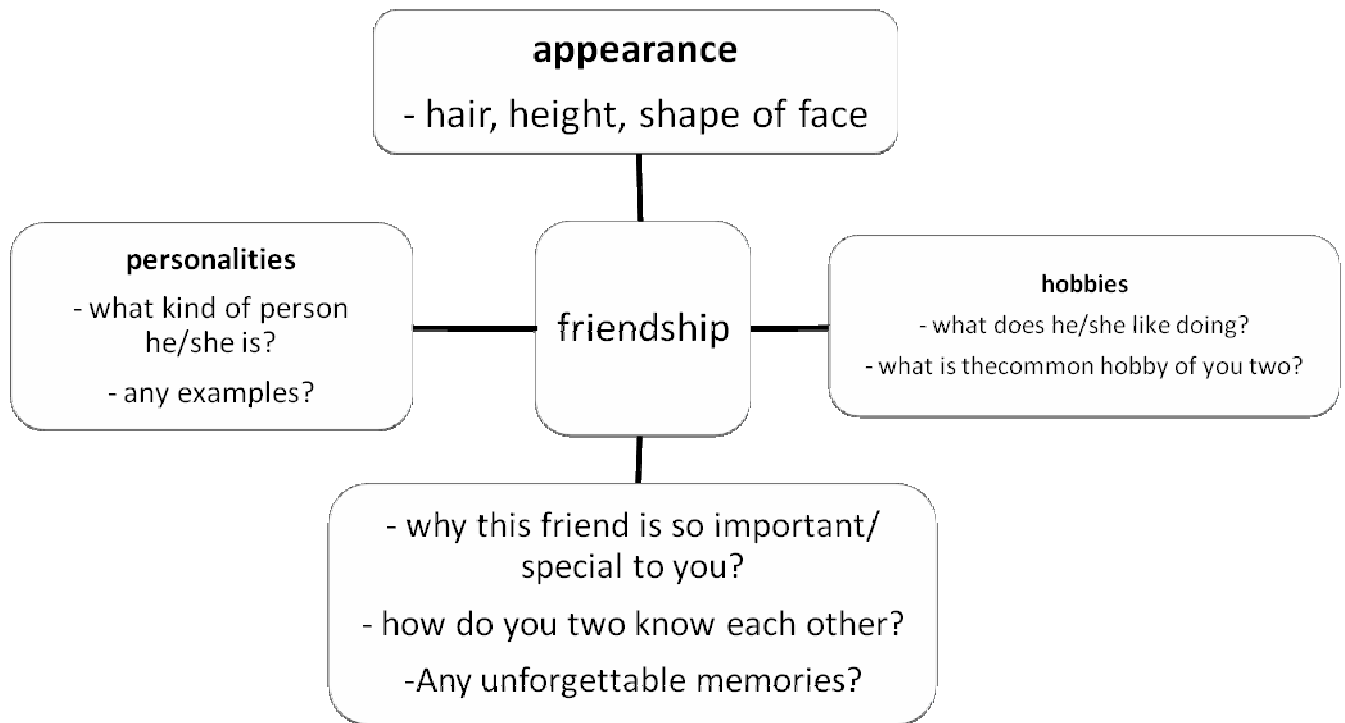 appearance
- hair, height, shape of face
personalities
- what kind of person
he/she is?
- any examples?
friendship
hobbies
- what does he/she like doing?
- what is thecommon hobby of you two?
- why this friend is so important/
special to you?
- how do you two know each other?
-Any unforgettable memories?